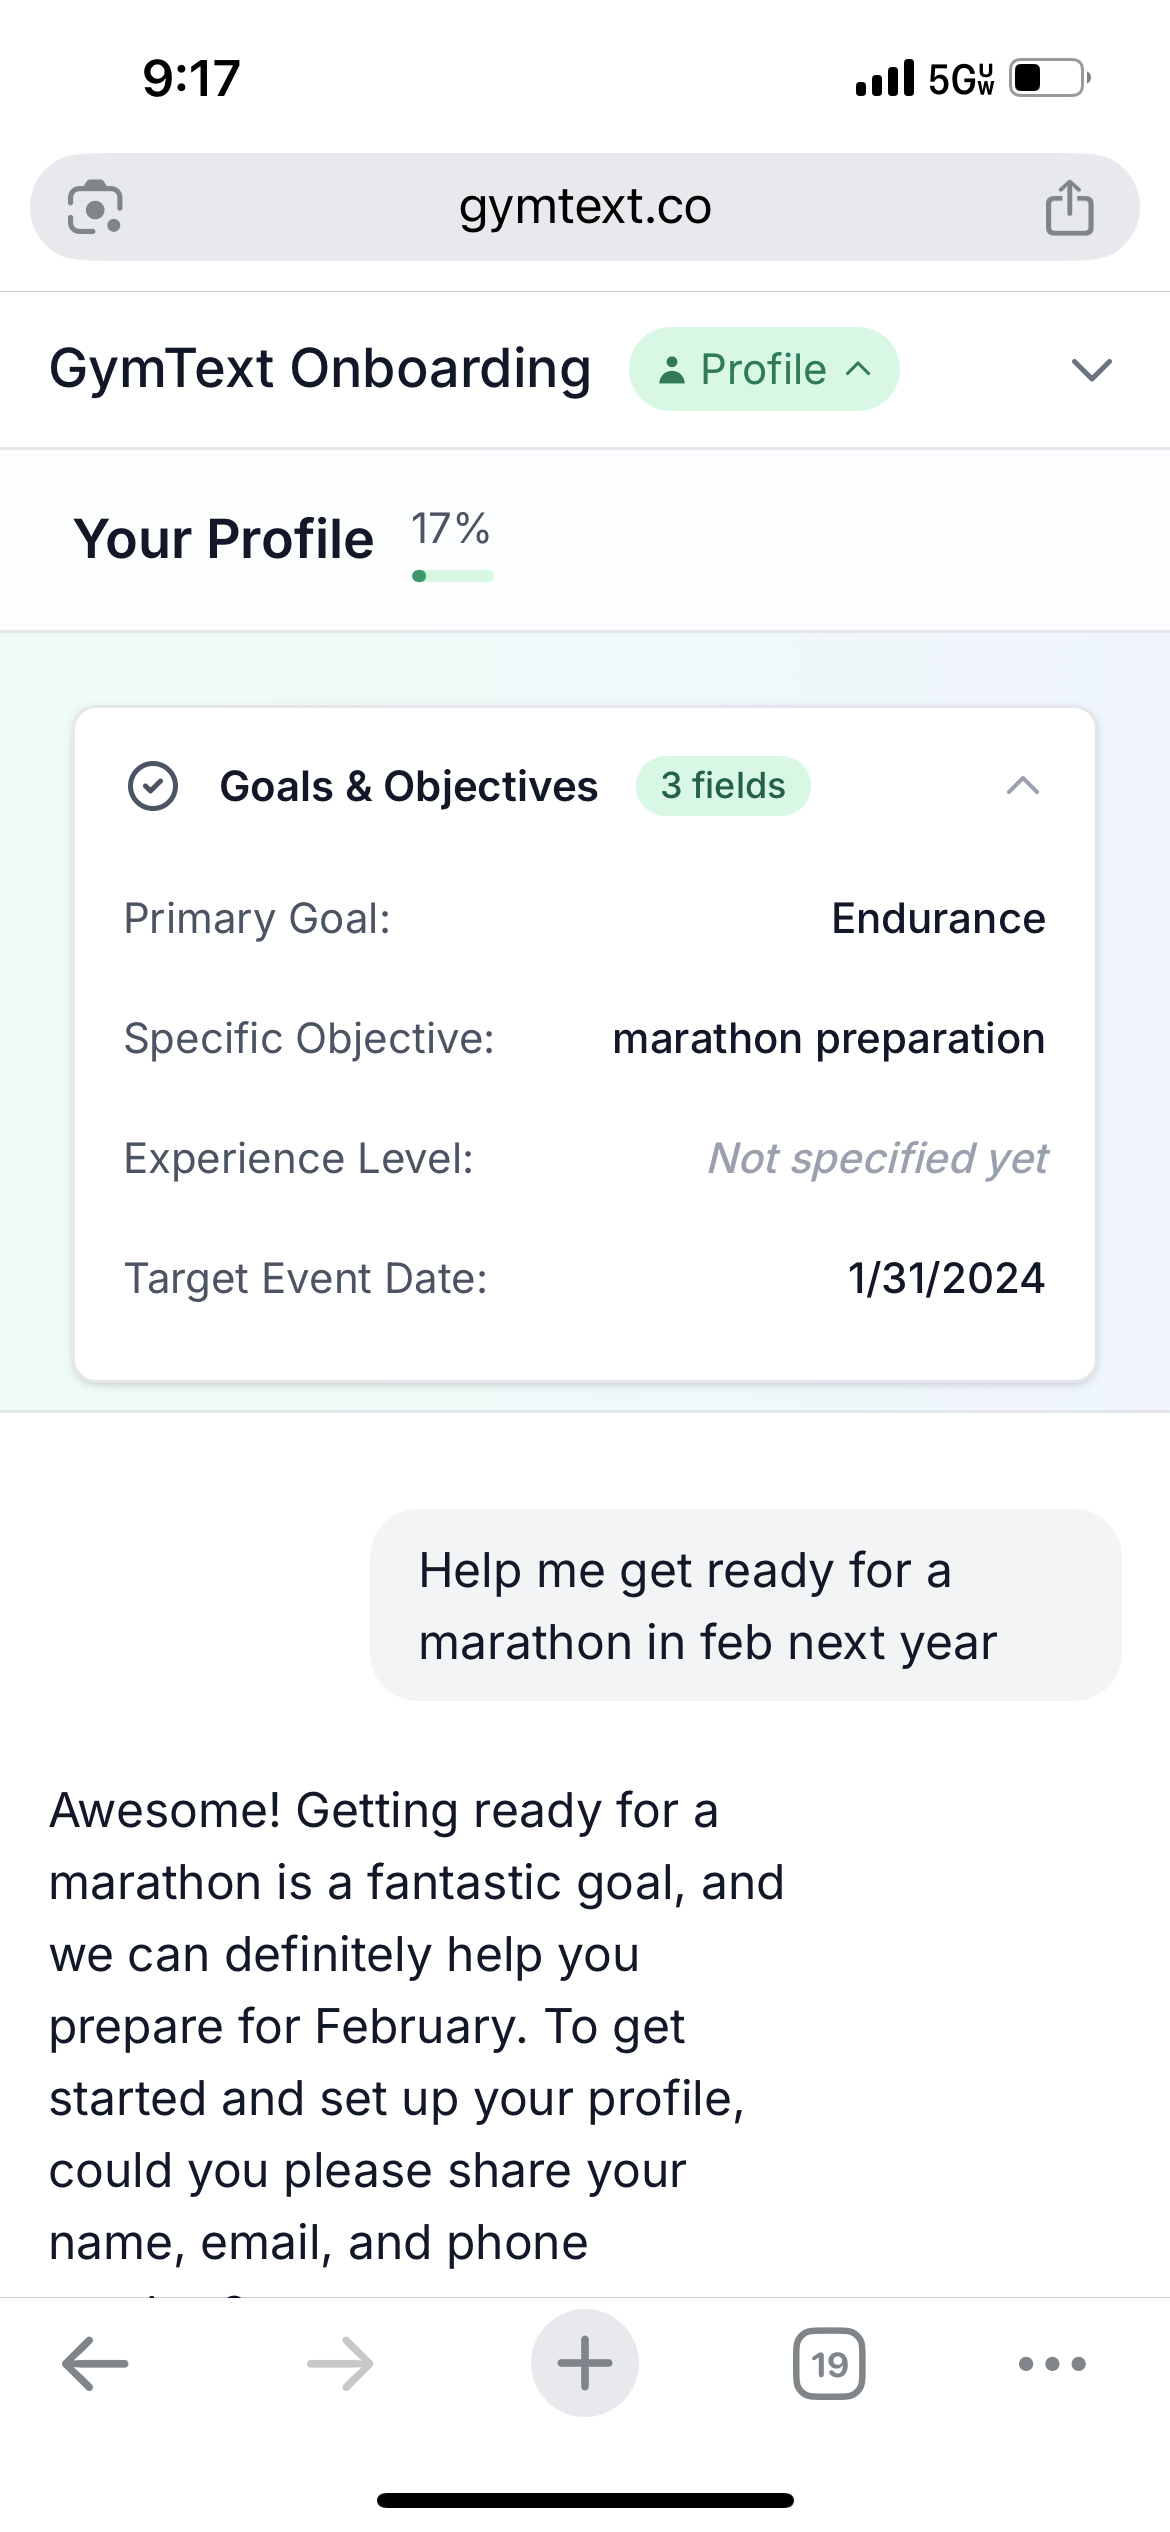 9:17
5G UW
gymtext.co
GymText Onboarding
Profile
Your Profile
17%
Goals & Objectives
3 fields
Primary Goal: Endurance
Specific Objective: marathon preparation
Experience Level: Not specified yet
Target Event Date: 1/31/2024
Help me get ready for a
marathon in feb next year
Awesome! Getting ready for a
marathon is a fantastic goal, and
we can definitely help you
prepare for February. To get
started and set up your profile,
could you please share your
name, email, and phone
19